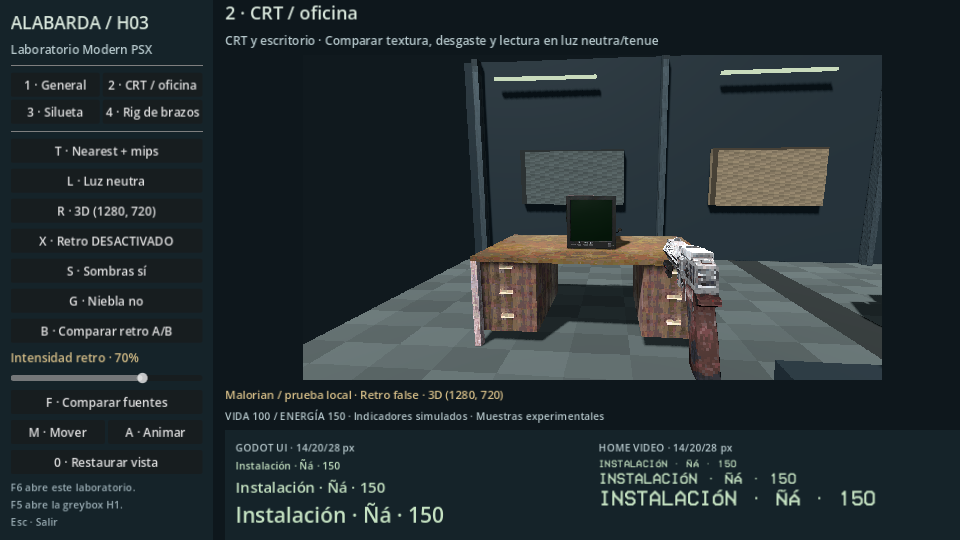 ALABARDA / H03
Laboratorio Modern PSX
1 · General
2 · CRT / oficina
3 · Silueta
4 · Rig de brazos
T · Nearest + mips
L · Luz neutra
R · 3D (1280, 720)
X · Retro DESACTIVADO
S · Sombras sí
G · Niebla no
B · Comparar retro A/B
Intensidad retro · 70%
F · Comparar fuentes
M · Mover
A · Animar
0 · Restaurar vista
F6 abre este laboratorio.
F5 abre la greybox H1.
Esc · Salir
2 · CRT / oficina
CRT y escritorio · Comparar textura, desgaste y lectura en luz neutra/tenue
Malorian / prueba local · Retro false · 3D (1280, 720)
VIDA 100 / ENERGÍA 150 · Indicadores simulados · Muestras experimentales
GODOT UI · 14/20/28 px
Instalación · Ñá · 150
Instalación · Ñá · 150
Instalación · Ñá · 150
HOME VIDEO · 14/20/28 px
INSTALACIóN · Ñá · 150
INSTALACIóN · Ñá · 150
INSTALACIóN · Ñá · 150